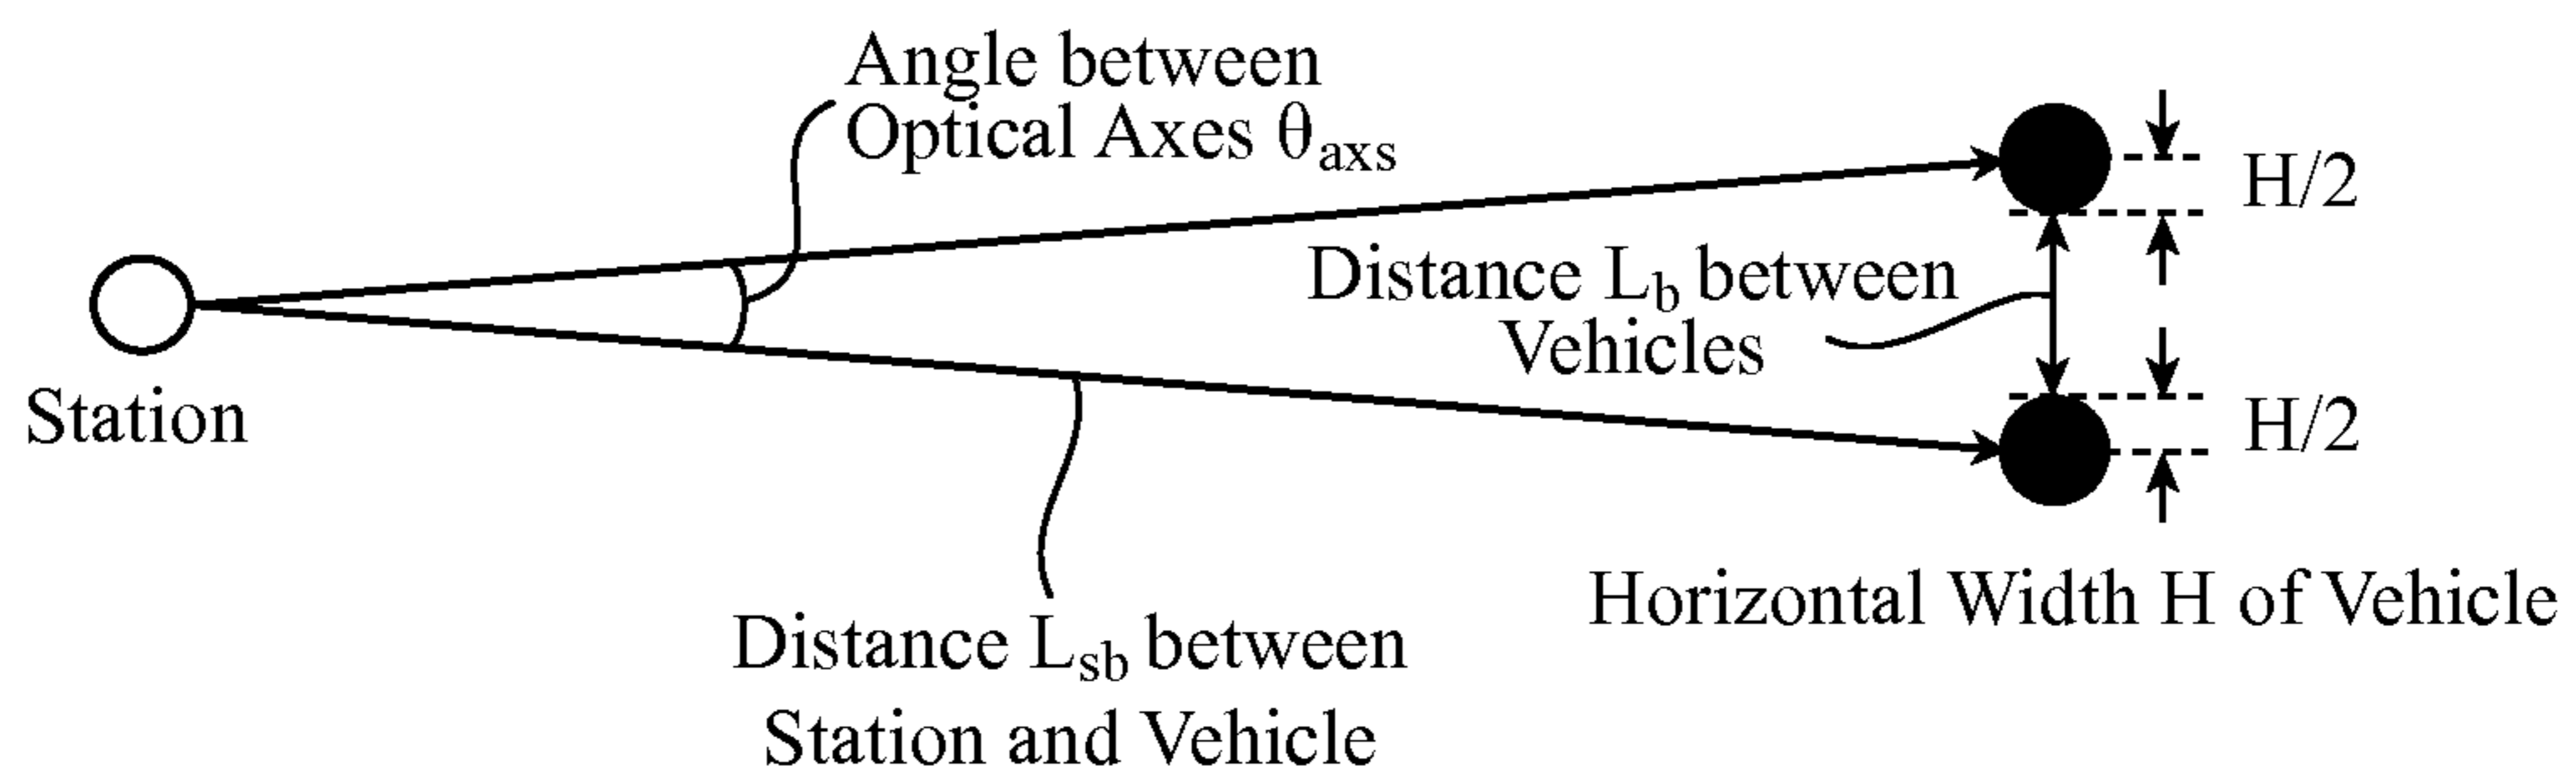 Angle between
Optical Axes θaxs
H/2
Distance Lb between
Vehicles
Station
H/2
Horizontal Width H of Vehicle
Distance Lsb between
Station and Vehicle